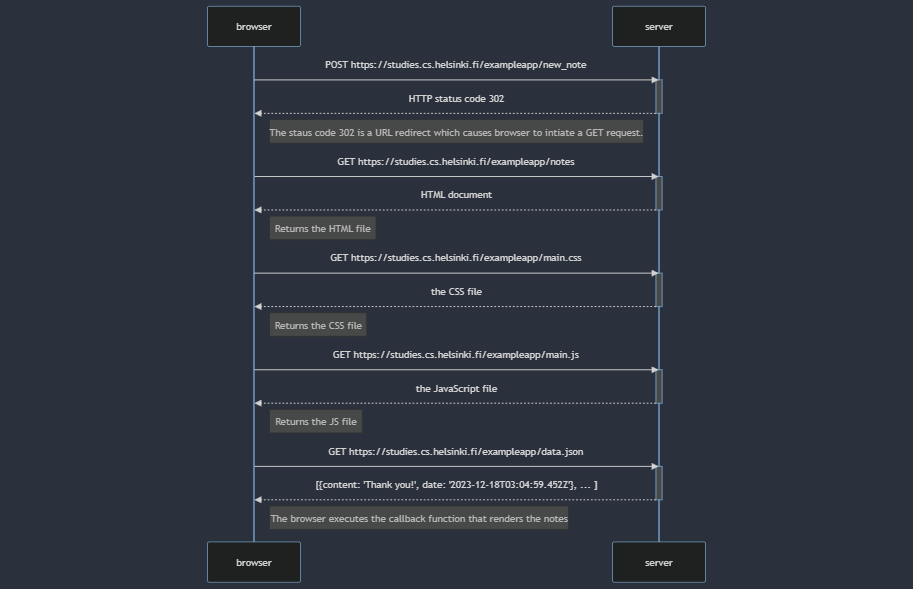 browser
server
POST https://studies.cs.helsinki.fi/exampleapp/new_note
HTTP status code 302
The staus code 302 is a URL redirect which causes browser to intiate a GET request.
GET https://studies.cs.helsinki.fi/exampleapp/notes
HTML document
Returns the HTML file
GET https://studies.cs.helsinki.fi/exampleapp/main.css
the CSS file
Returns the CSS file
GET https://studies.cs.helsinki.fi/exampleapp/main.js
the JavaScript file
Returns the JS file
GET https://studies.cs.helsinki.fi/exampleapp/data.json
[{content: 'Thank you!', date: '2023-12-18T03:04:59.452Z'}, ... ]
The browser executes the callback function that renders the notes
browser
server